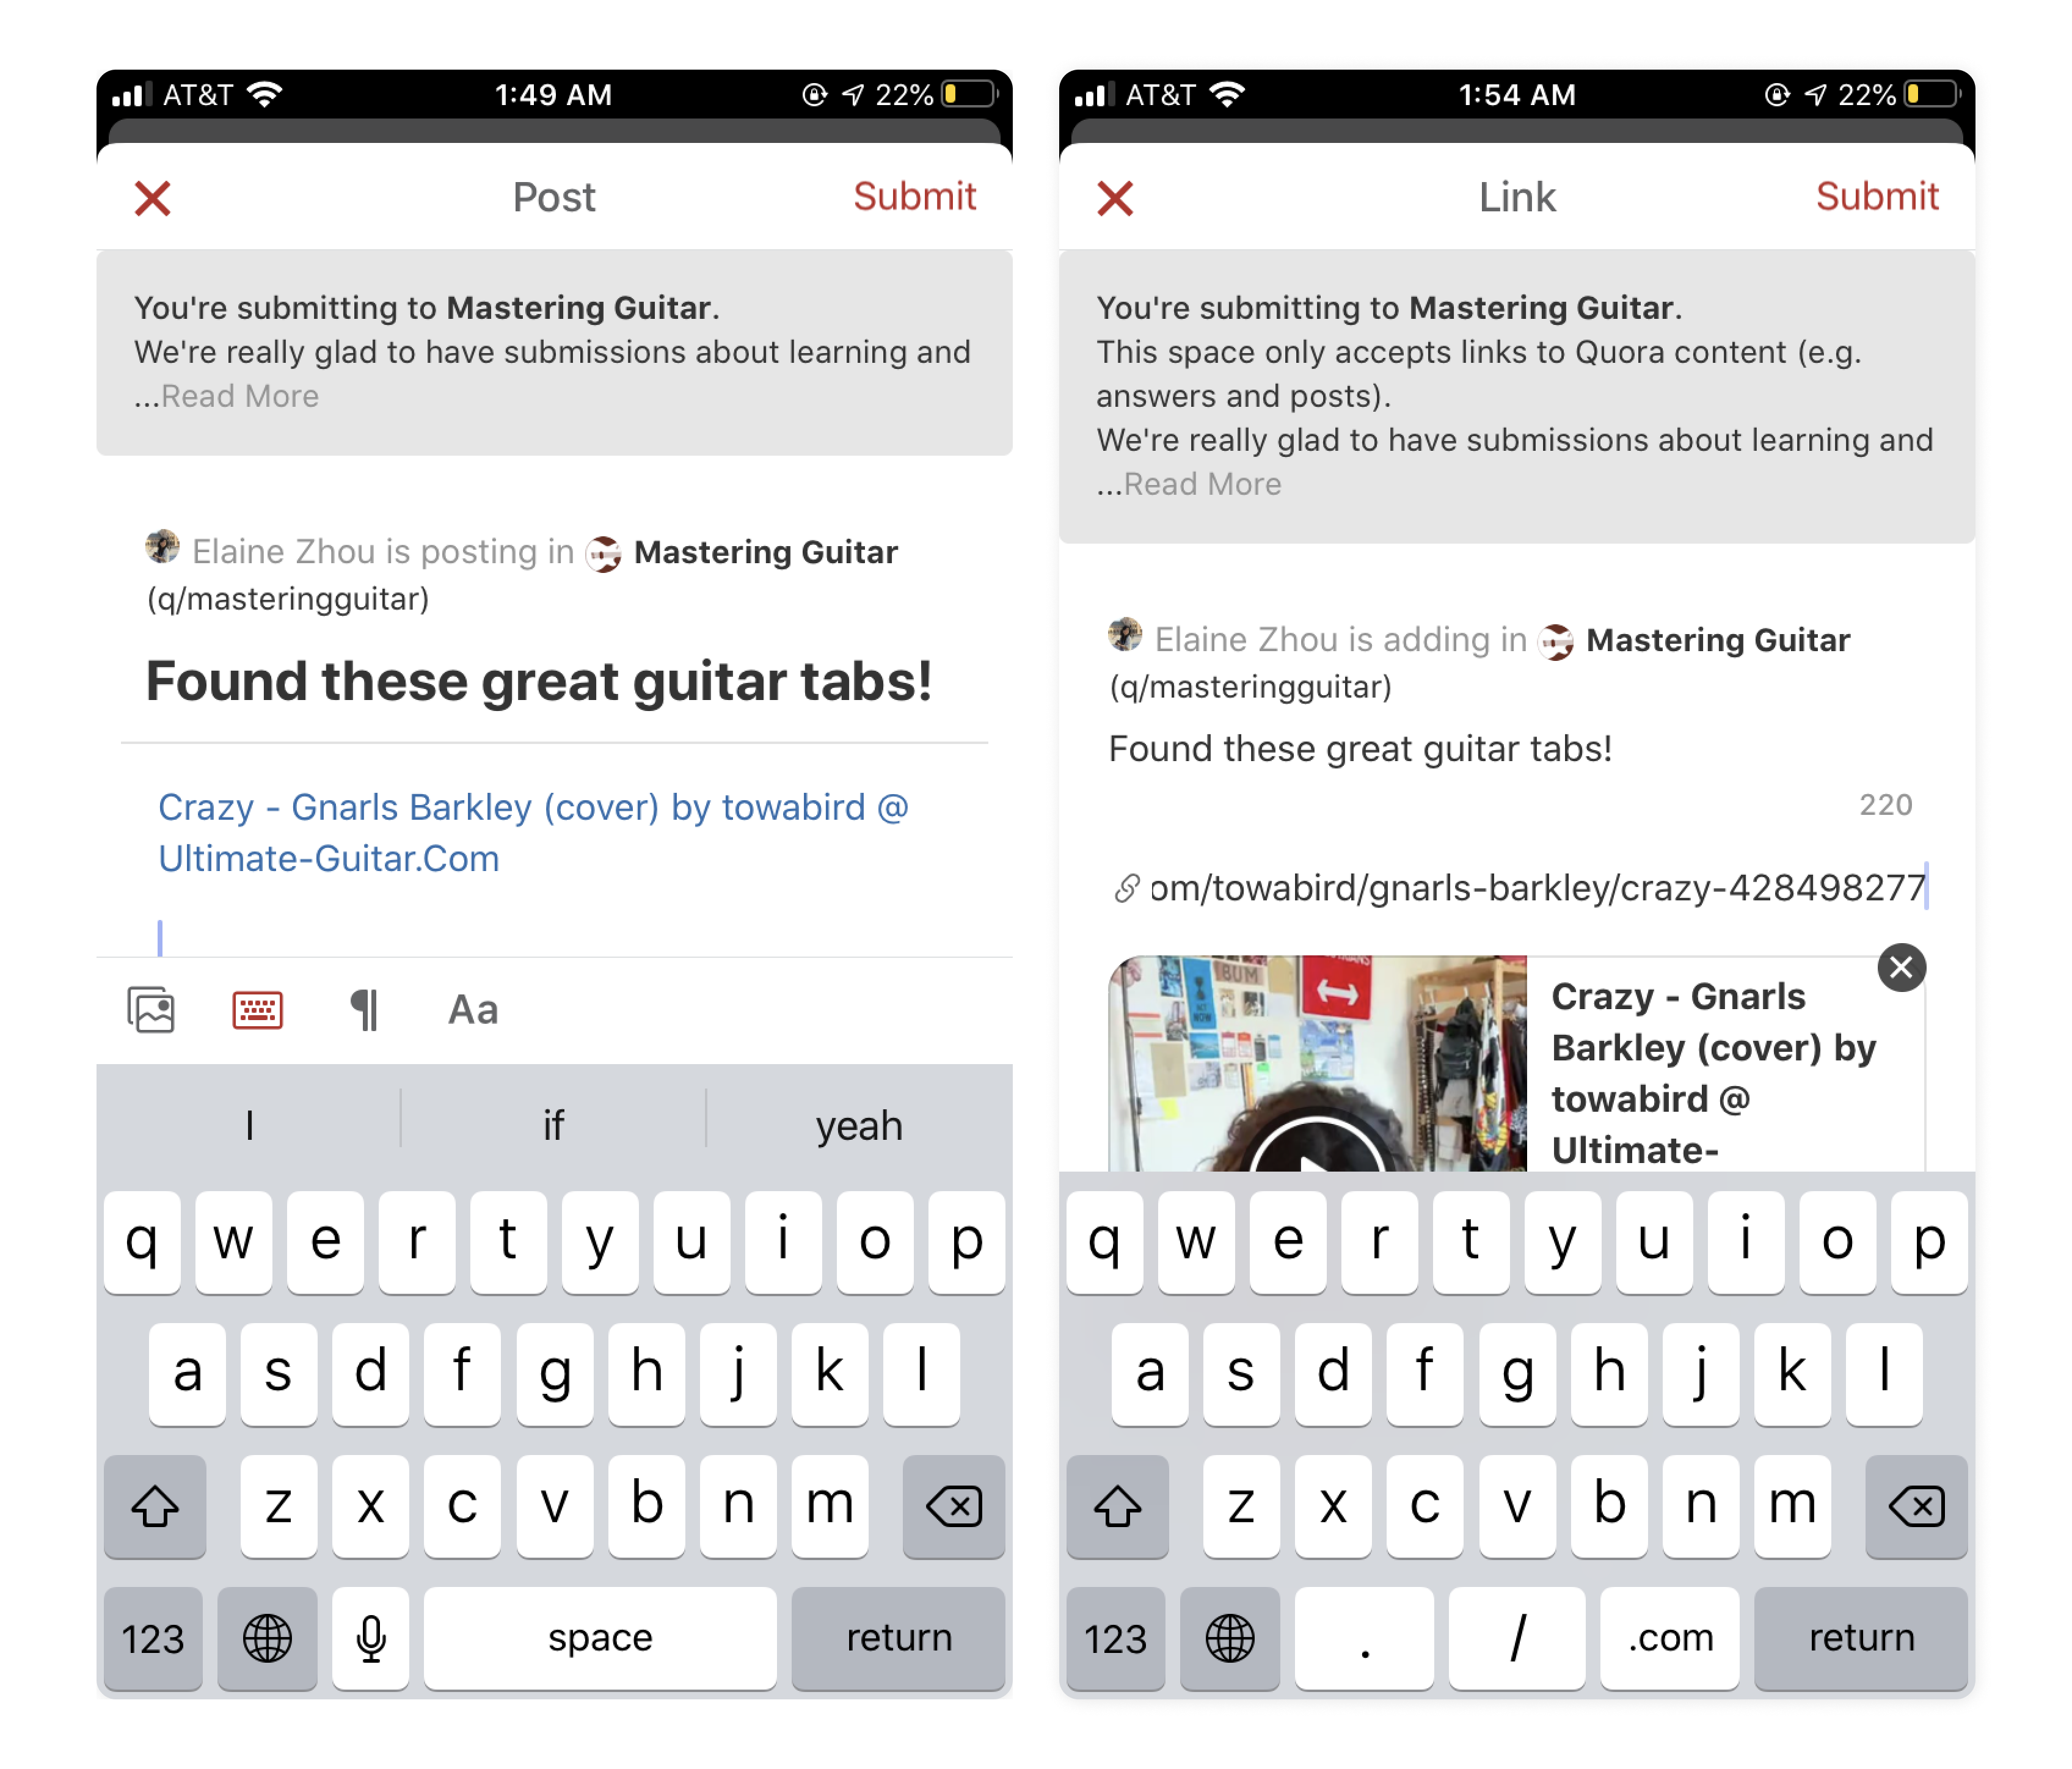 AT&T 1:49 AM 22%
Post Submit
You're submitting to Mastering Guitar.
We're really glad to have submissions about learning and
...Read More
Elaine Zhou is posting in Mastering Guitar
(q/masteringguitar)
Found these great guitar tabs!
Crazy - Gnarls Barkley (cover) by towabird @
Ultimate-Guitar.Com
Aa
I if yeah
q w e r t y u i o p
a s d f g h j k l
z x c v b n m
123 space return
AT&T 1:54 AM 22%
Link Submit
You're submitting to Mastering Guitar.
This space only accepts links to Quora content (e.g.
answers and posts).
We're really glad to have submissions about learning and
...Read More
Elaine Zhou is adding in Mastering Guitar
(q/masteringguitar)
Found these great guitar tabs!
220
om/towabird/gnarls-barkley/crazy-428498277
BUM
NOW
Crazy - Gnarls
Barkley (cover) by
towabird @
Ultimate-
q w e r t y u i o p
a s d f g h j k l
z x c v b n m
123 . / .com return